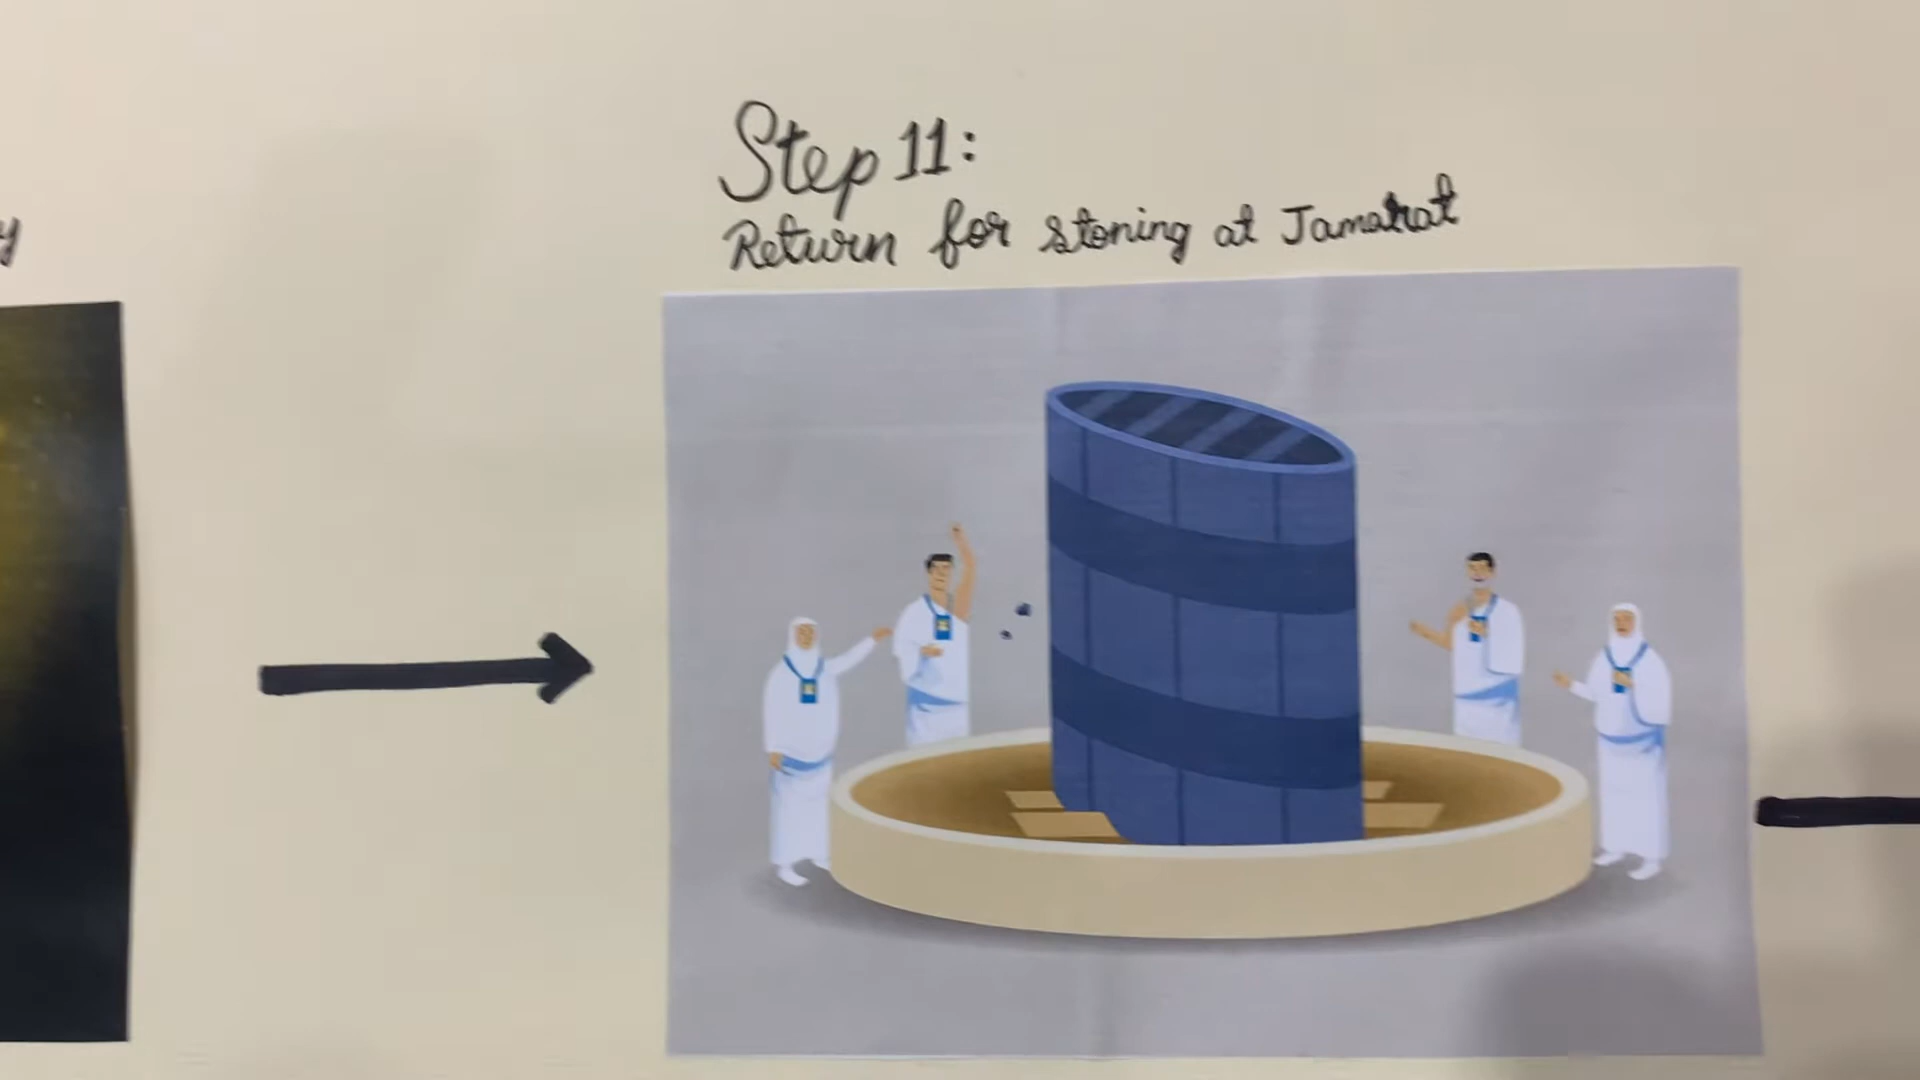 Step 11:
Return for stoning at Jamarat